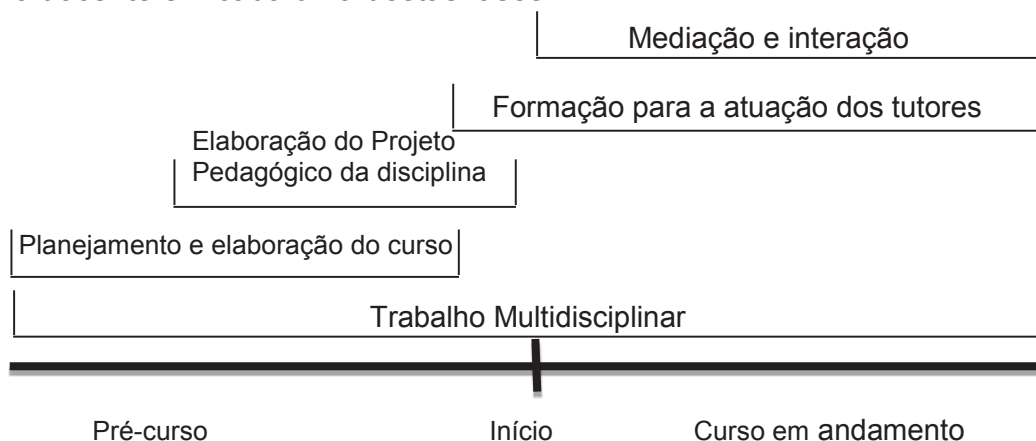 Mediação e interação
Formação para a atuação dos tutores
Elaboração do Projeto
Pedagógico da disciplina
Planejamento e elaboração do curso
Trabalho Multidisciplinar
Pré-curso
Início
Curso em andamento